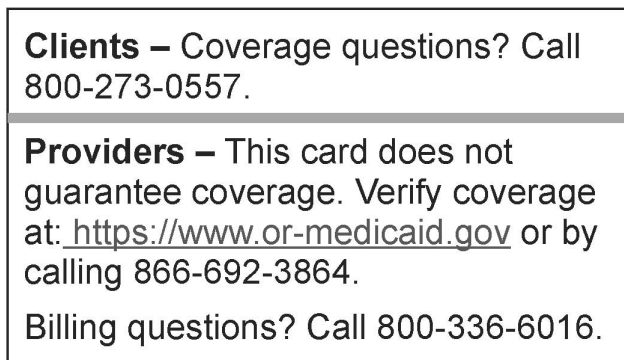 Clients – Coverage questions? Call
800-273-0557.
Providers – This card does not
guarantee coverage. Verify coverage
at: https://www.or-medicaid.gov or by
calling 866-692-3864.
Billing questions? Call 800-336-6016.